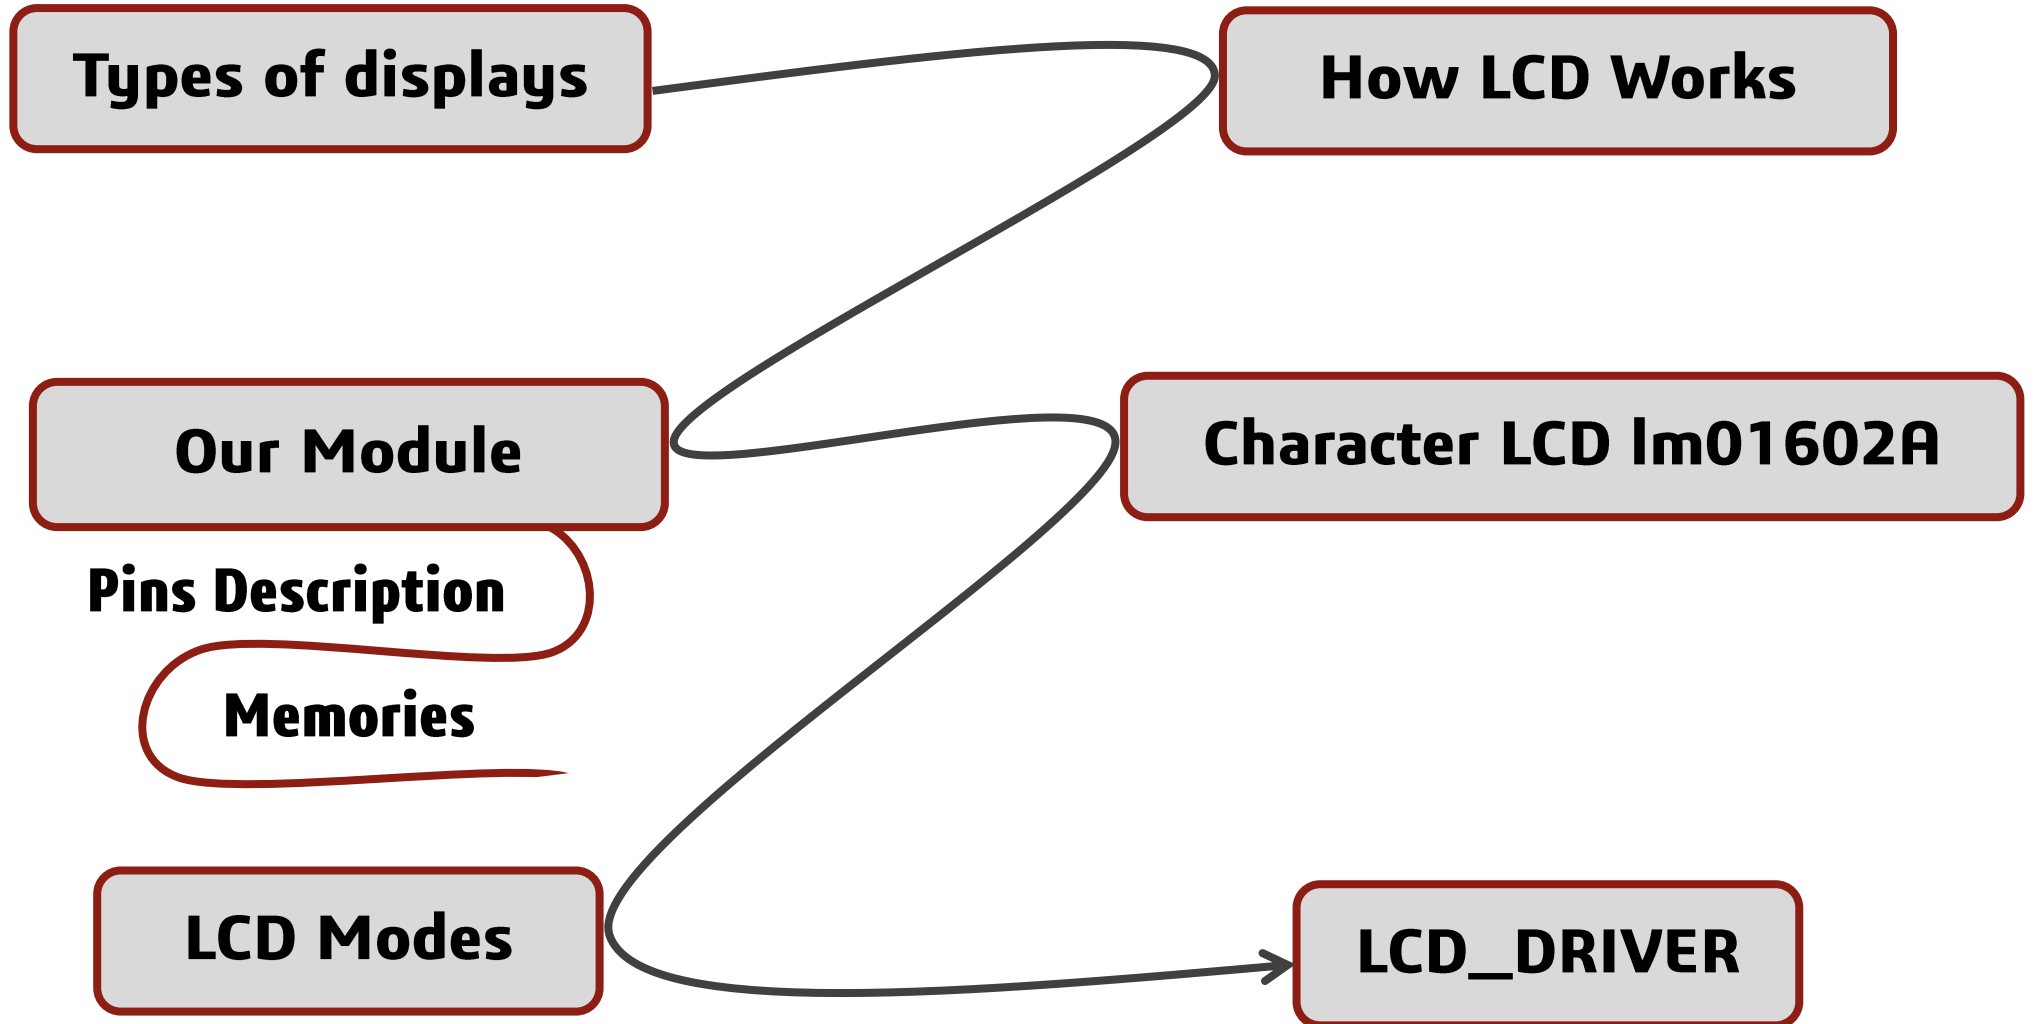 Types of displays
How LCD Works
Our Module
Character LCD lm01602A
Pins Description
Memories
LCD Modes
LCD_DRIVER